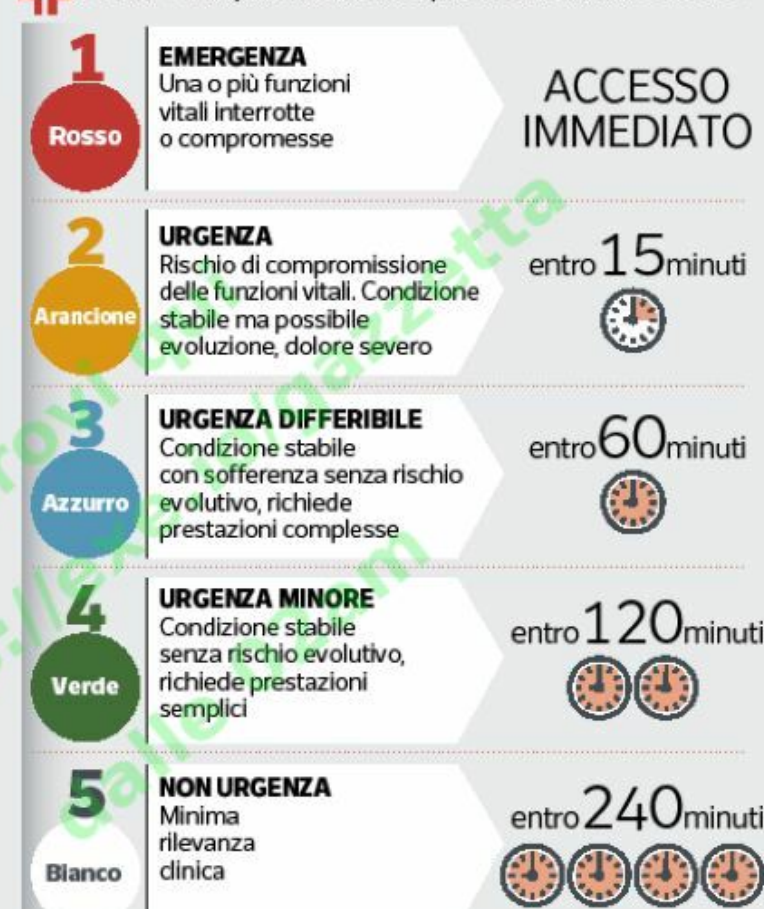 1
Rosso
EMERGENZA
Una o più funzioni
vitali interrotte
o compromesse
ACCESSO
IMMEDIATO
2
Arancione
URGENZA
Rischio di compromissione
delle funzioni vitali. Condizione
stabile ma possibile
evoluzione, dolore severo
entro 15 minuti
3
Azzurro
URGENZA DIFFERIBILE
Condizione stabile
con sofferenza senza rischio
evolutivo, richiede
prestazioni complesse
entro 60 minuti
4
Verde
URGENZA MINORE
Condizione stabile
senza rischio evolutivo,
richiede prestazioni
semplici
entro 120 minuti
5
Bianco
NON URGENZA
Minima
rilevanza
clinica
entro 240 minuti